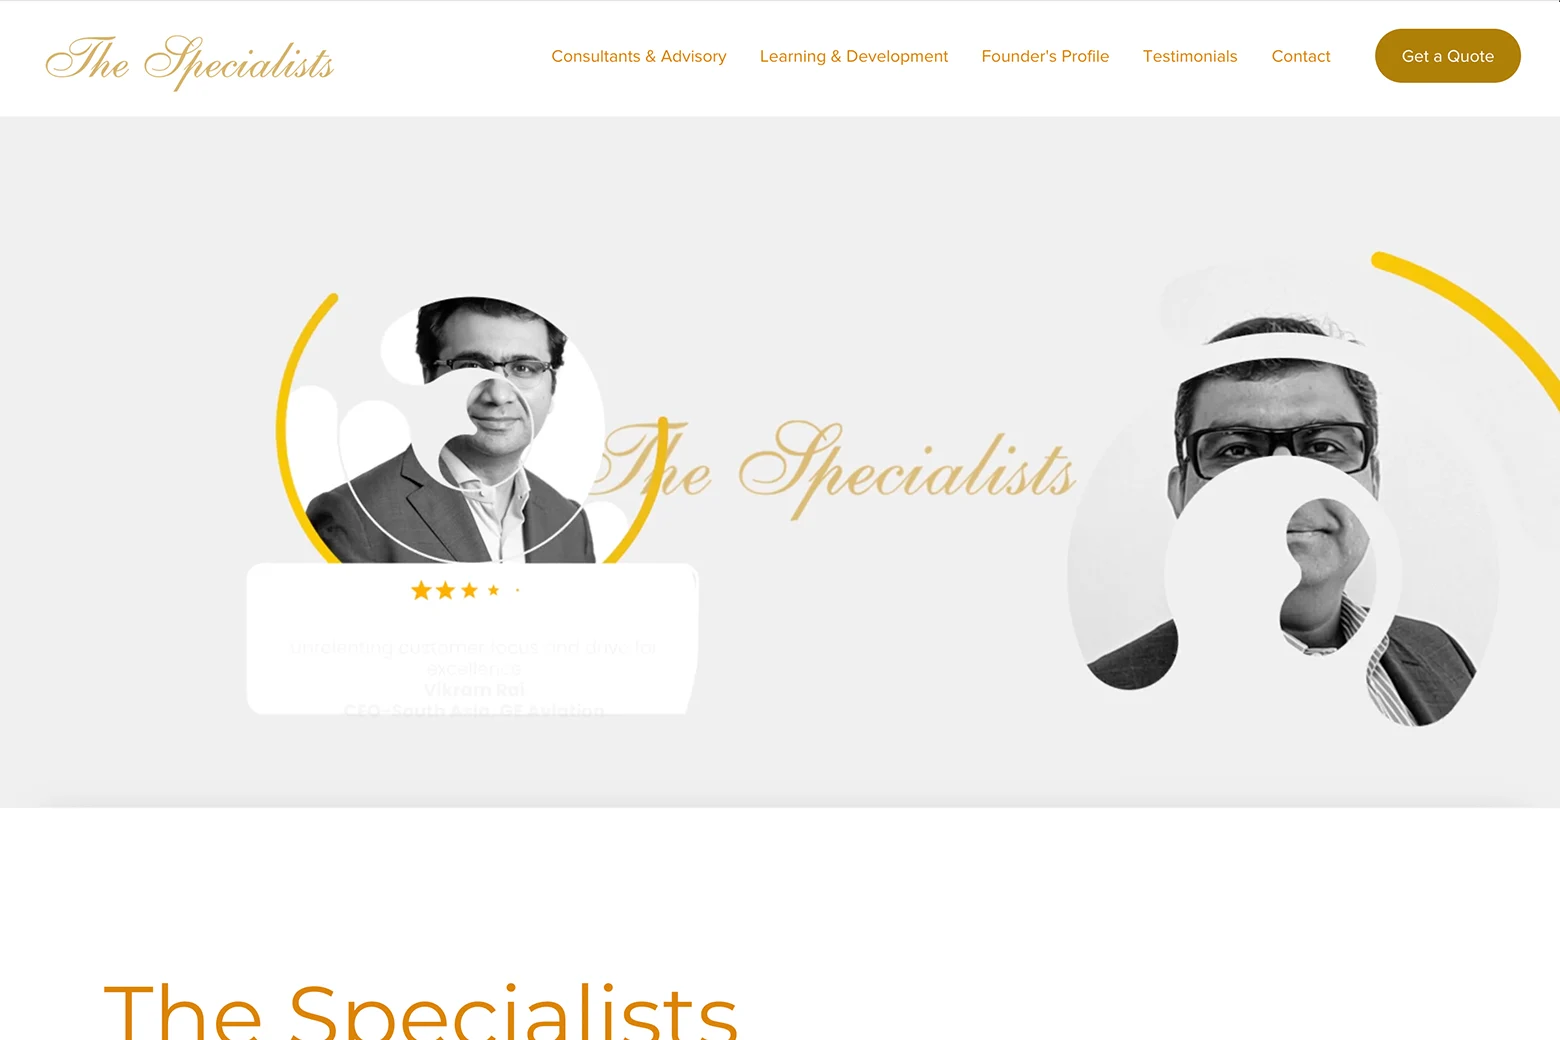 The Specialists
Consultants & Advisory
Learning & Development
Founder's Profile
Testimonials
Contact
Get a Quote
The Specialists
Unrelenting customer focus and drive for
excellence
Vikram Rai
CEO-South Asia, GE Aviation
The Specialists